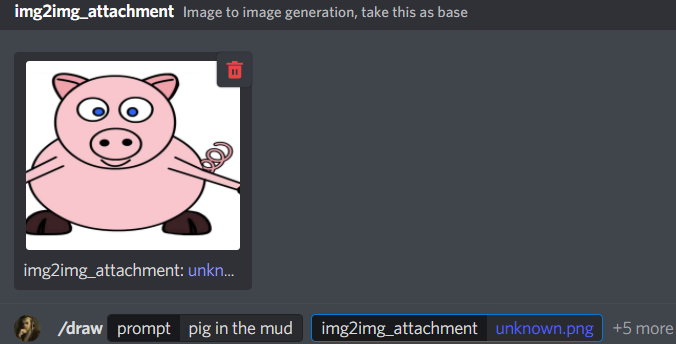 img2img_attachment Image to image generation, take this as base
img2img_attachment: unkn...
/draw prompt pig in the mud img2img_attachment unknown.png +5 more